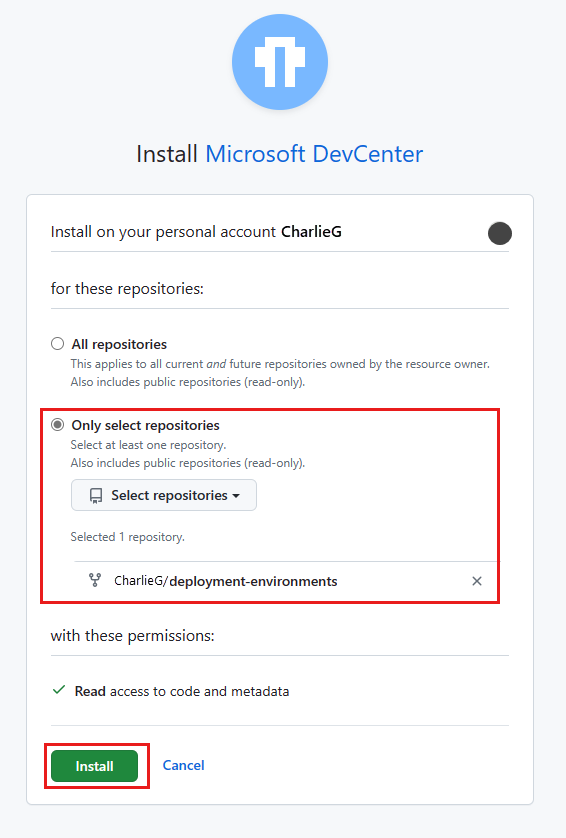 Install Microsoft DevCenter
Install on your personal account CharlieG
for these repositories:
All repositories
This applies to all current and future repositories owned by the resource owner.
Also includes public repositories (read-only).
Only select repositories
Select at least one repository.
Also includes public repositories (read-only).
Select repositories
Selected 1 repository.
CharlieG/deployment-environments
with these permissions:
Read access to code and metadata
Install Cancel